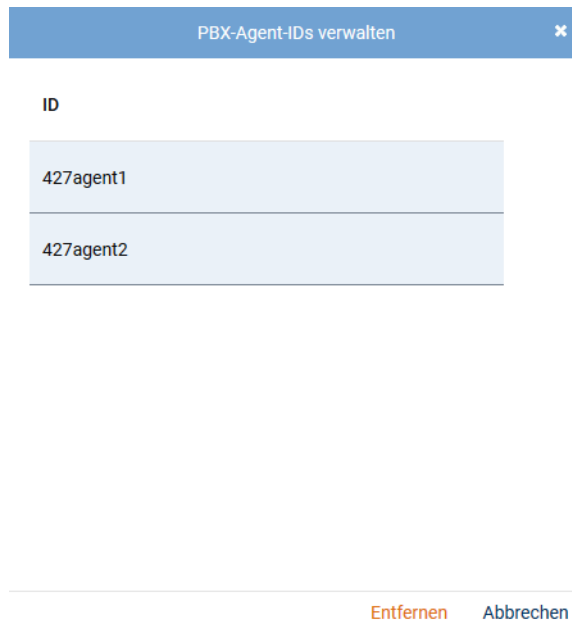 PBX-Agent-IDs verwalten
ID
427agent1
427agent2
Entfernen Abbrechen